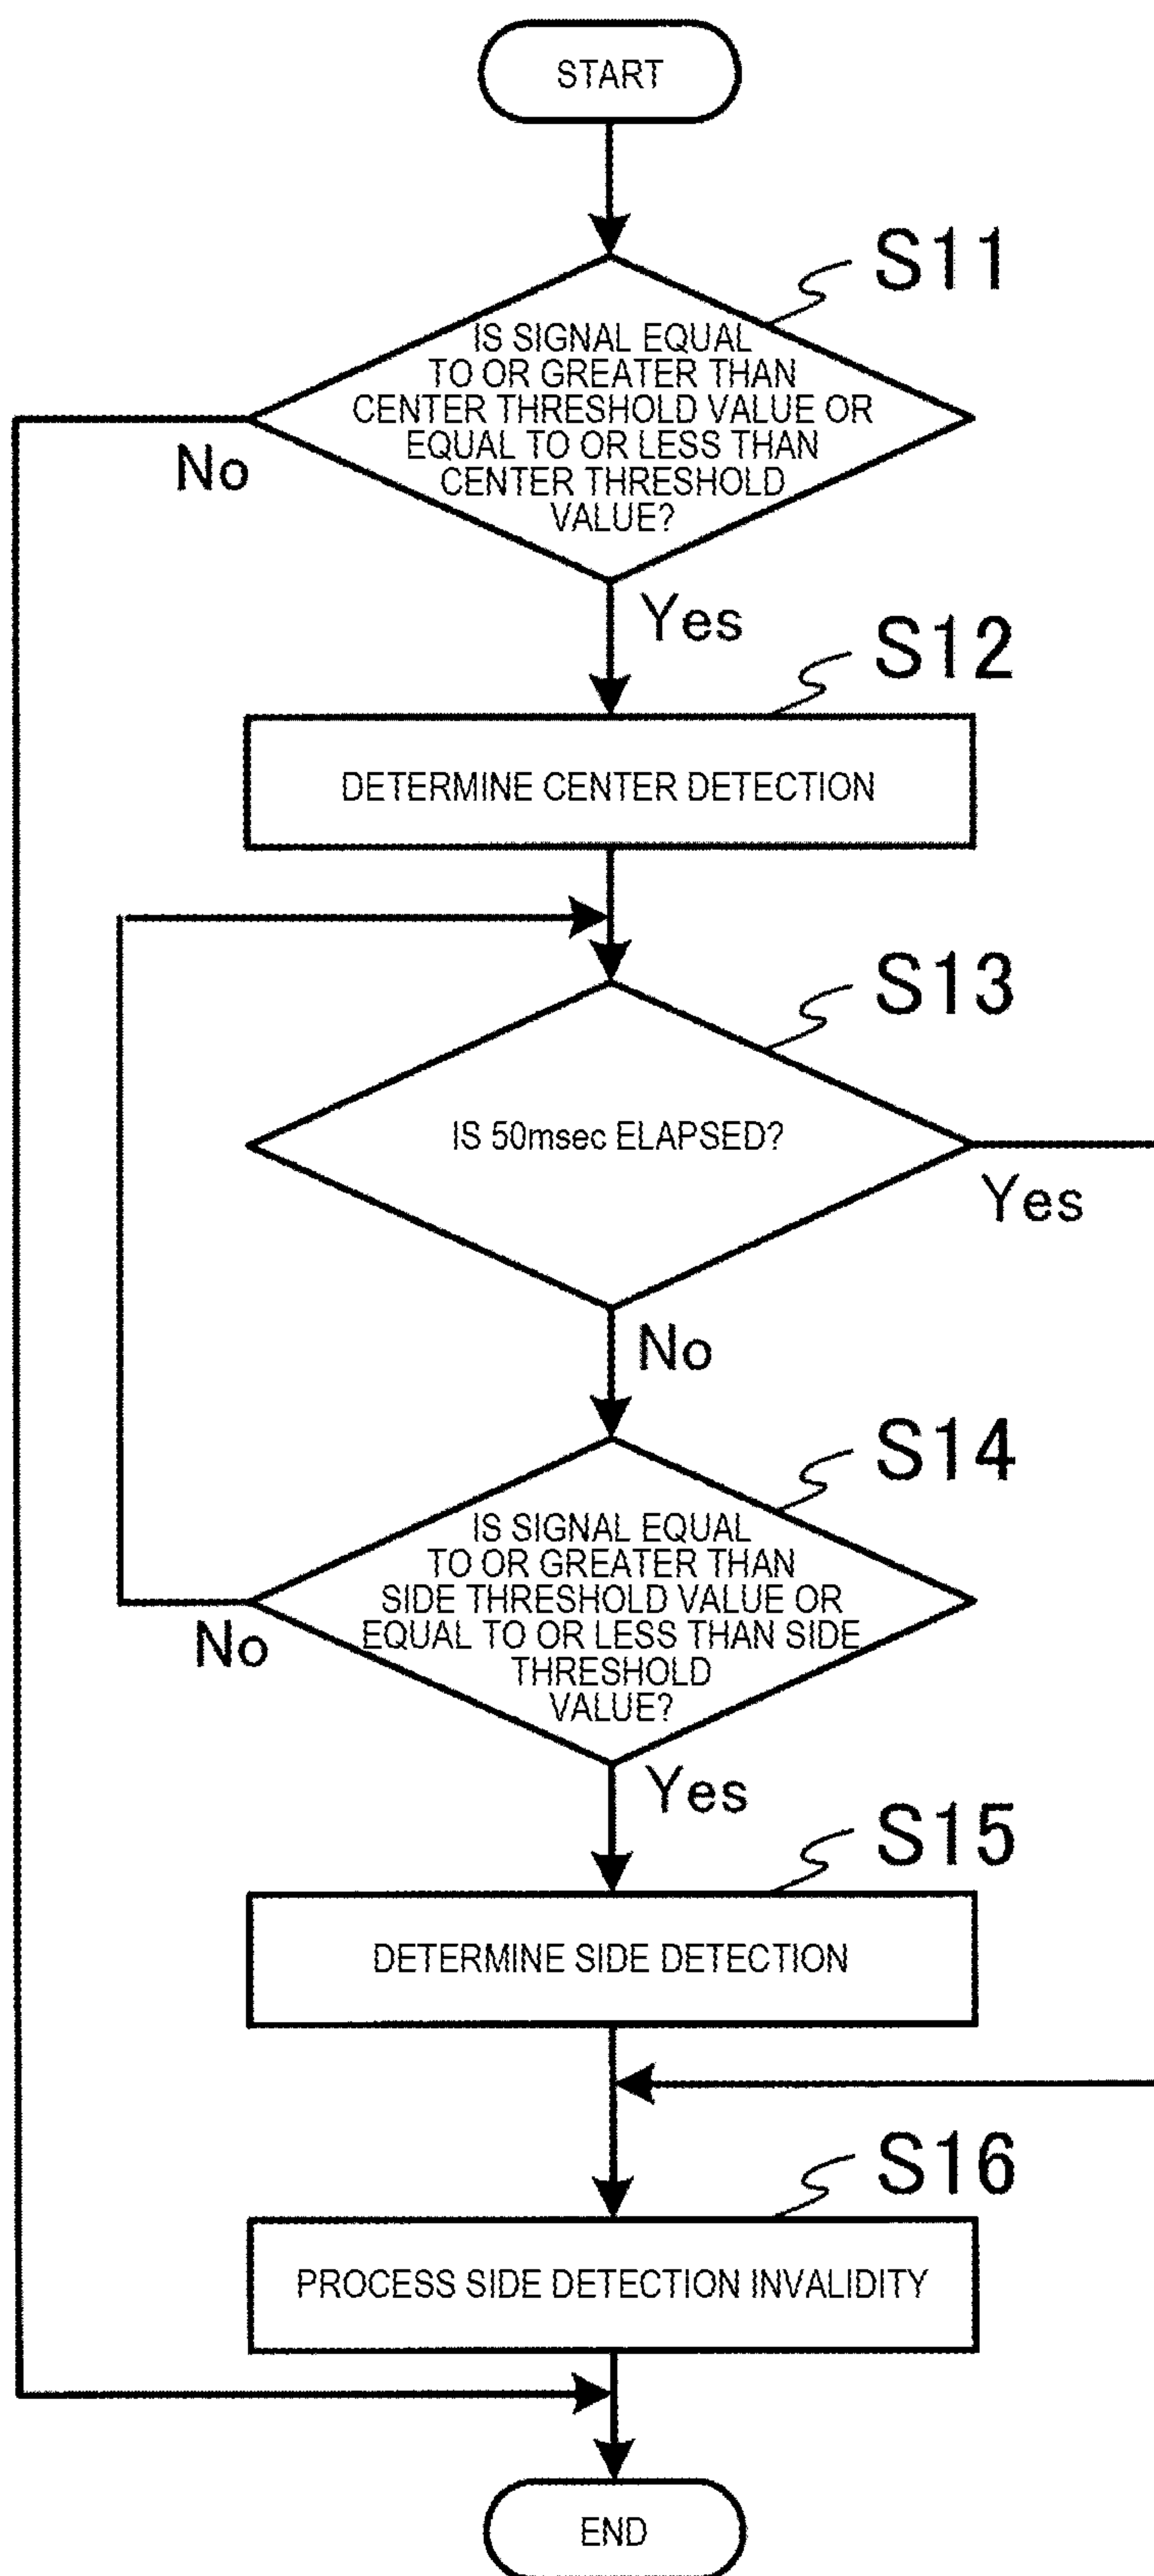 START
S11
IS SIGNAL EQUAL
TO OR GREATER THAN
CENTER THRESHOLD VALUE OR
EQUAL TO OR LESS THAN
CENTER THRESHOLD
VALUE?
No
Yes
S12
DETERMINE CENTER DETECTION
S13
IS 50msec ELAPSED?
Yes
No
S14
IS SIGNAL EQUAL
TO OR GREATER THAN
SIDE THRESHOLD VALUE OR
EQUAL TO OR LESS THAN SIDE
THRESHOLD
VALUE?
No
Yes
S15
DETERMINE SIDE DETECTION
S16
PROCESS SIDE DETECTION INVALIDITY
END